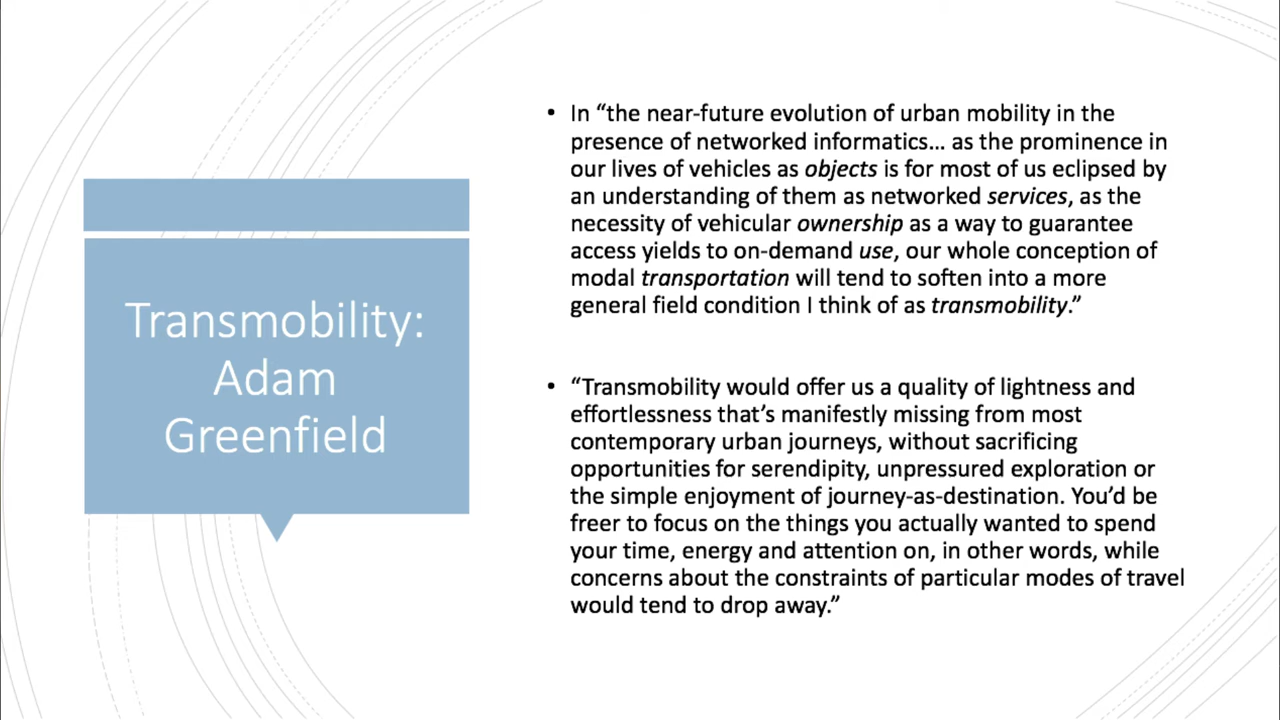 Transmobility:
Adam
Greenfield
• In “the near-future evolution of urban mobility in the
presence of networked informatics… as the prominence in
our lives of vehicles as objects is for most of us eclipsed by
an understanding of them as networked services, as the
necessity of vehicular ownership as a way to guarantee
access yields to on-demand use, our whole conception of
modal transportation will tend to soften into a more
general field condition I think of as transmobility.”
• “Transmobility would offer us a quality of lightness and
effortlessness that’s manifestly missing from most
contemporary urban journeys, without sacrificing
opportunities for serendipity, unpressured exploration or
the simple enjoyment of journey-as-destination. You’d be
freer to focus on the things you actually wanted to spend
your time, energy and attention on, in other words, while
concerns about the constraints of particular modes of travel
would tend to drop away.”